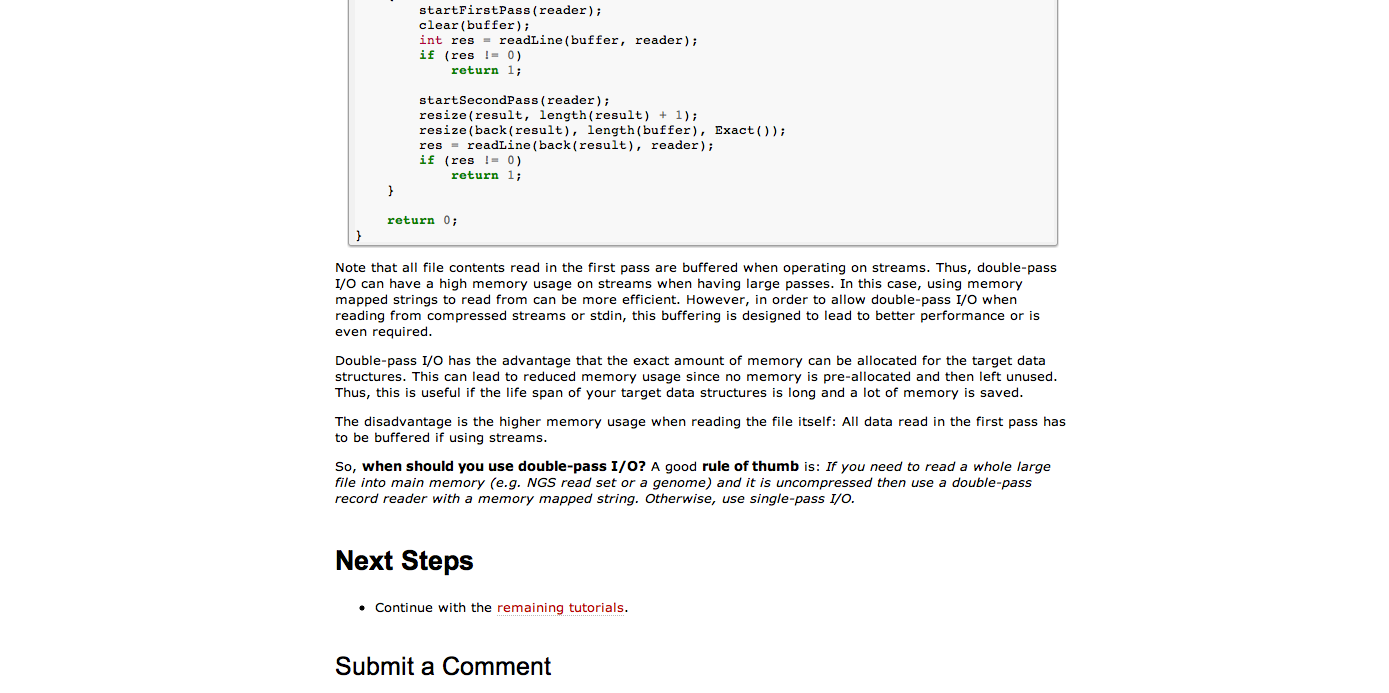 startFirstPass(reader);
clear(buffer);
int res = readLine(buffer, reader);
if (res != 0)
return 1;
startSecondPass(reader);
resize(result, length(result) + 1);
resize(back(result), length(buffer), Exact());
res = readLine(back(result), reader);
if (res != 0)
return 1;
}
return 0;
}
Note that all file contents read in the first pass are buffered when operating on streams. Thus, double-pass
I/O can have a high memory usage on streams when having large passes. In this case, using memory
mapped strings to read from can be more efficient. However, in order to allow double-pass I/O when
reading from compressed streams or stdin, this buffering is designed to lead to better performance or is
even required.
Double-pass I/O has the advantage that the exact amount of memory can be allocated for the target data
structures. This can lead to reduced memory usage since no memory is pre-allocated and then left unused.
Thus, this is useful if the life span of your target data structures is long and a lot of memory is saved.
The disadvantage is the higher memory usage when reading the file itself: All data read in the first pass has
to be buffered if using streams.
So, when should you use double-pass I/O? A good rule of thumb is: If you need to read a whole large
file into main memory (e.g. NGS read set or a genome) and it is uncompressed then use a double-pass
record reader with a memory mapped string. Otherwise, use single-pass I/O.
Next Steps
• Continue with the remaining tutorials.
Submit a Comment